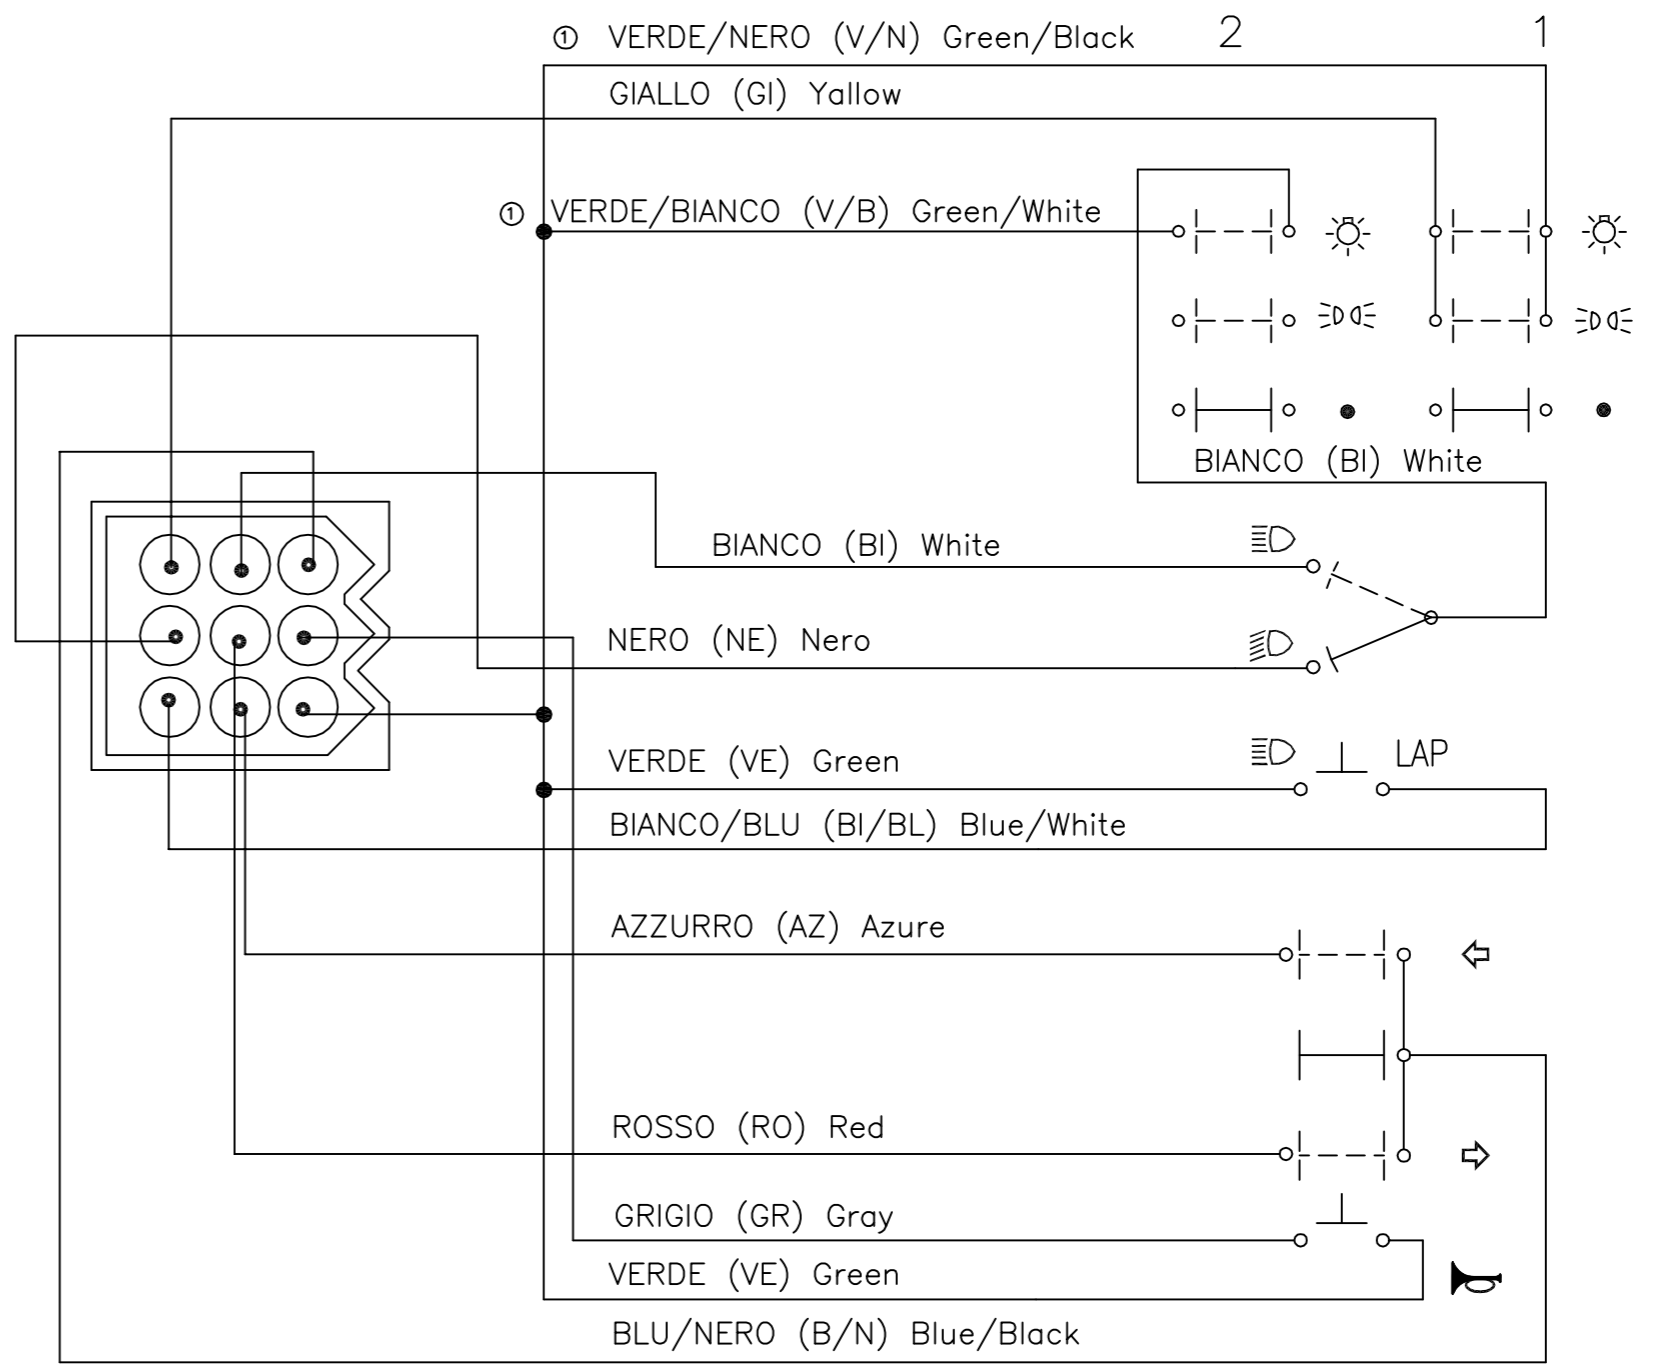 ① VERDE/NERO (V/N) Green/Black 2 1
GIALLO (GI) Yallow
① VERDE/BIANCO (V/B) Green/White
BIANCO (BI) White
BIANCO (BI) White
NERO (NE) Nero
VERDE (VE) Green LAP
BIANCO/BLU (BI/BL) Blue/White
AZZURRO (AZ) Azure
ROSSO (RO) Red
GRIGIO (GR) Gray
VERDE (VE) Green
BLU/NERO (B/N) Blue/Black